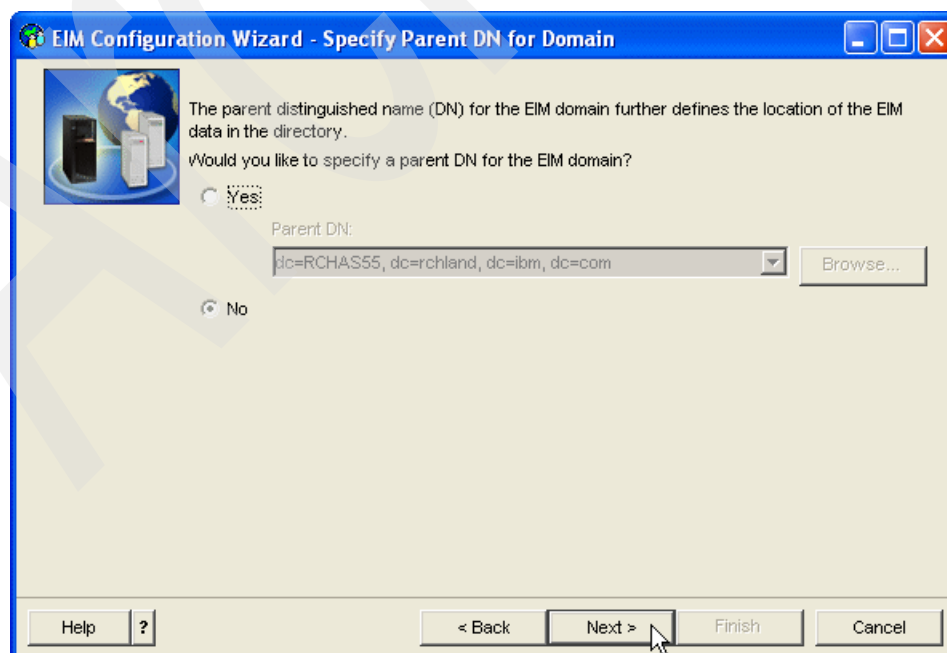 EIM Configuration Wizard - Specify Parent DN for Domain
The parent distinguished name (DN) for the EIM domain further defines the location of the EIM
data in the directory.
Would you like to specify a parent DN for the EIM domain?
Yes
Parent DN:
dc=RCHAS55, dc=rchland, dc=ibm, dc=com
Browse...
No
Help ? < Back Next > Finish Cancel